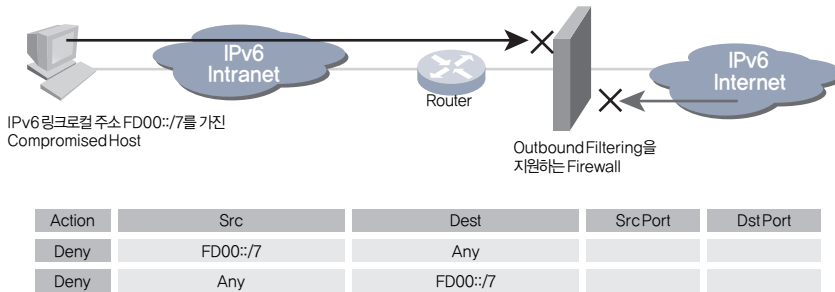 IPv6
Intranet
Router
IPv6
Internet
IPv6 링크로컬 주소 FD00::/7를 가진
Compromised Host
Outbound Filtering을
지원하는 Firewall
Action Src Dest Src Port Dst Port
Deny FD00::/7 Any
Deny Any FD00::/7